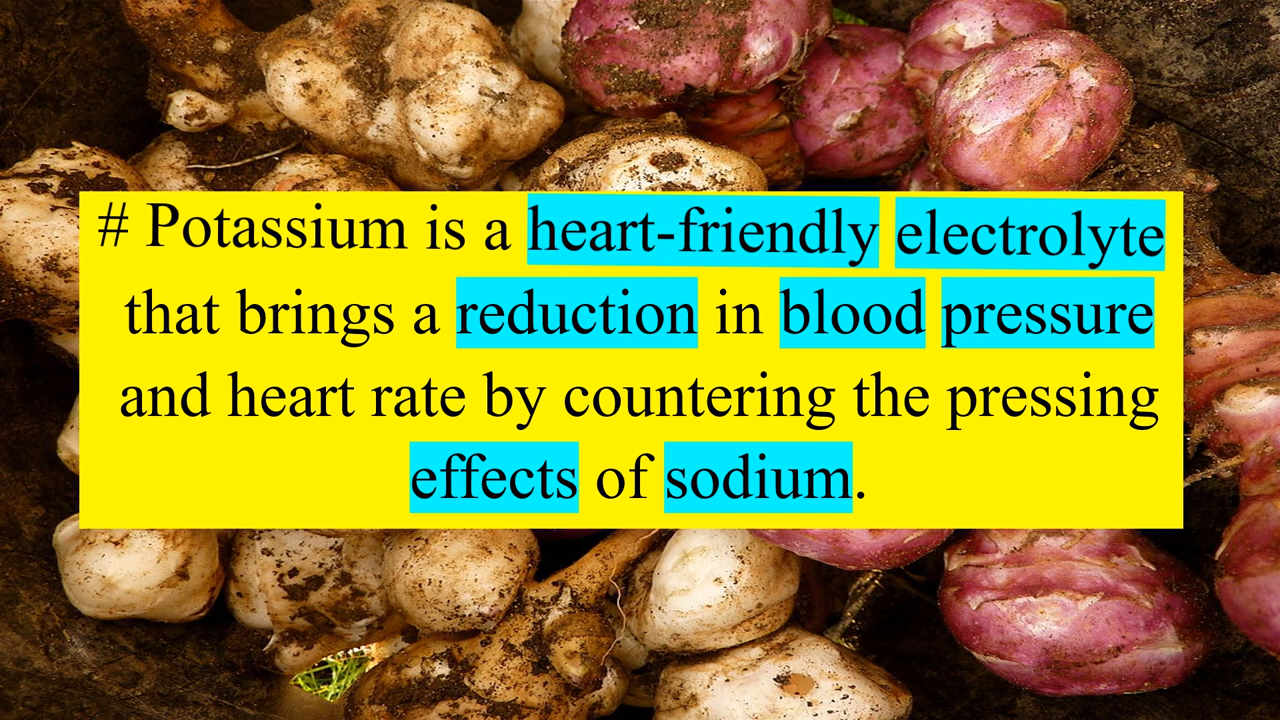 # Potassium is a heart-friendly electrolyte
that brings a reduction in blood pressure
and heart rate by countering the pressing
effects of sodium.